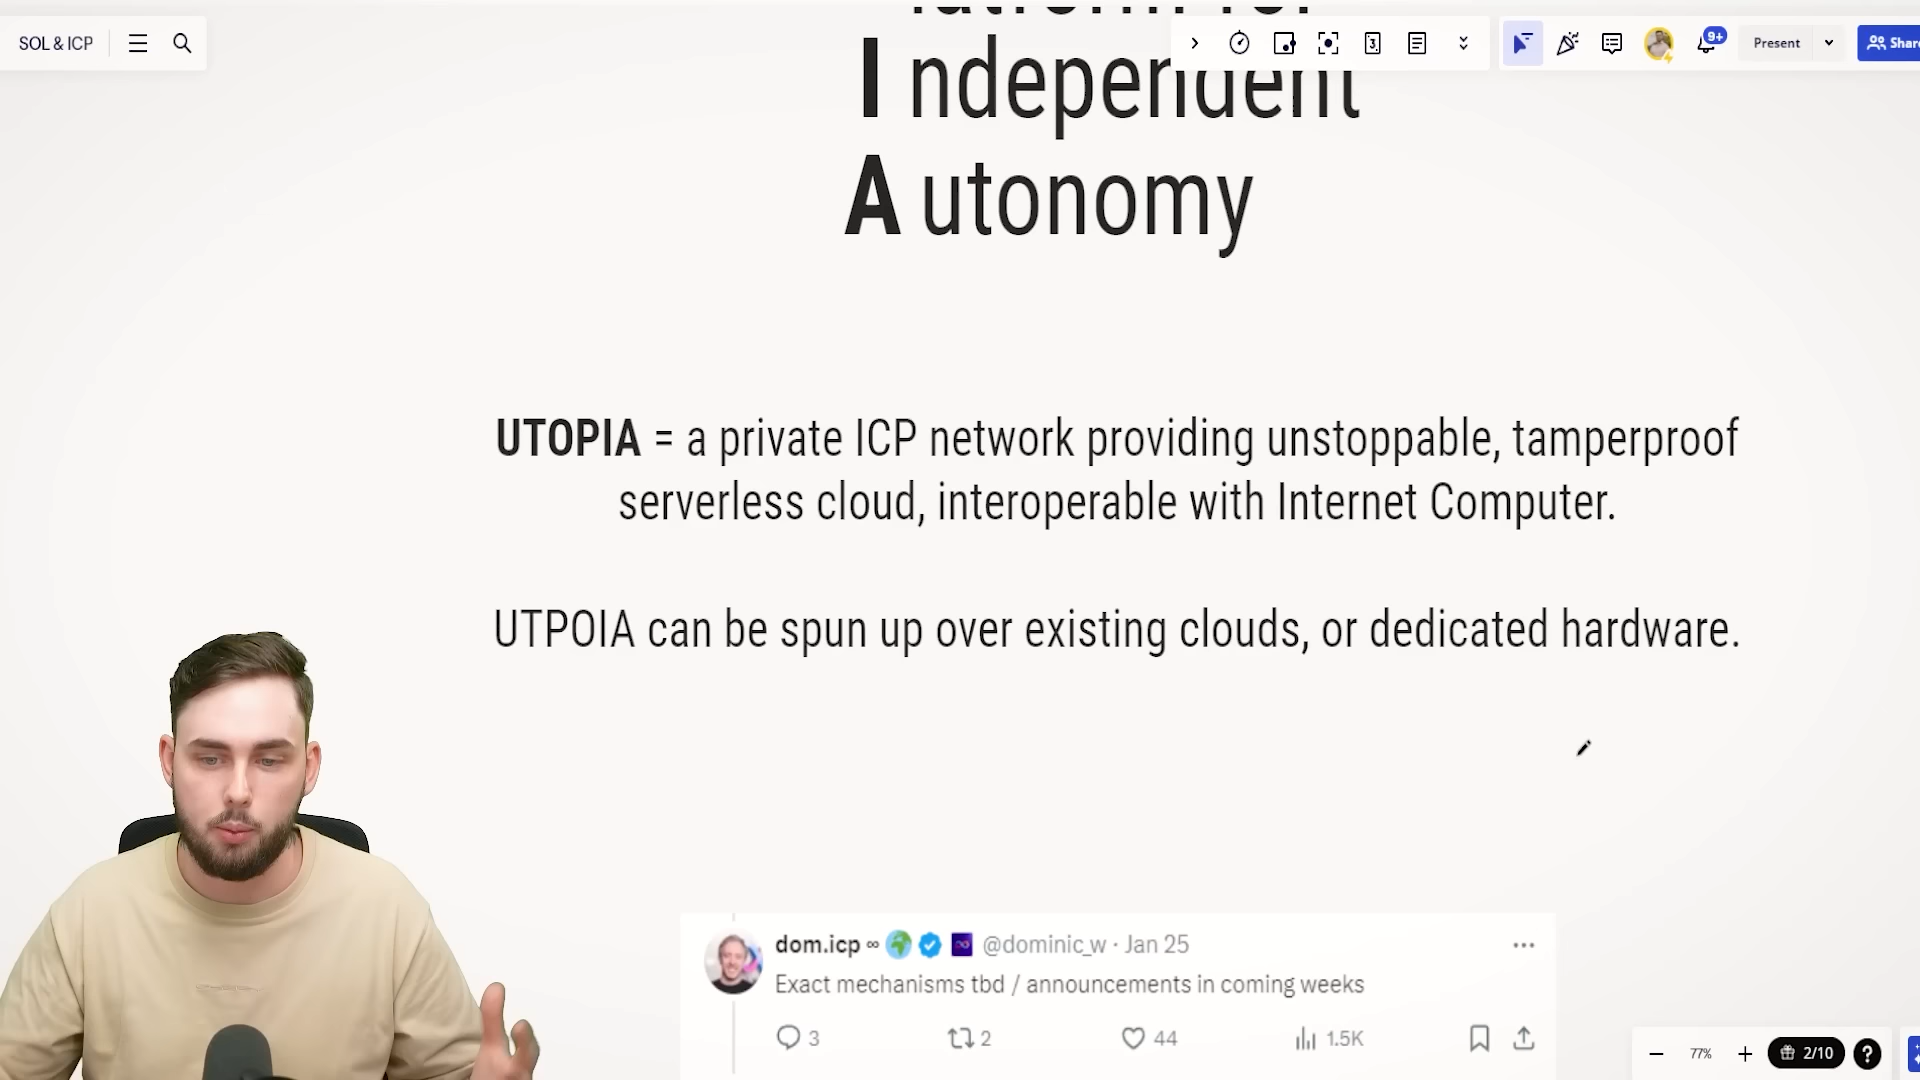 SOL & ICP
9+
Present
Share
I ndependent
A utonomy
UTOPIA = a private ICP network providing unstoppable, tamperproof
serverless cloud, interoperable with Internet Computer.
UTPOIA can be spun up over existing clouds, or dedicated hardware.
dom.icp ∞ @dominic_w · Jan 25
Exact mechanisms tbd / announcements in coming weeks
3 2 44 1.5K
77% 2/10 ?